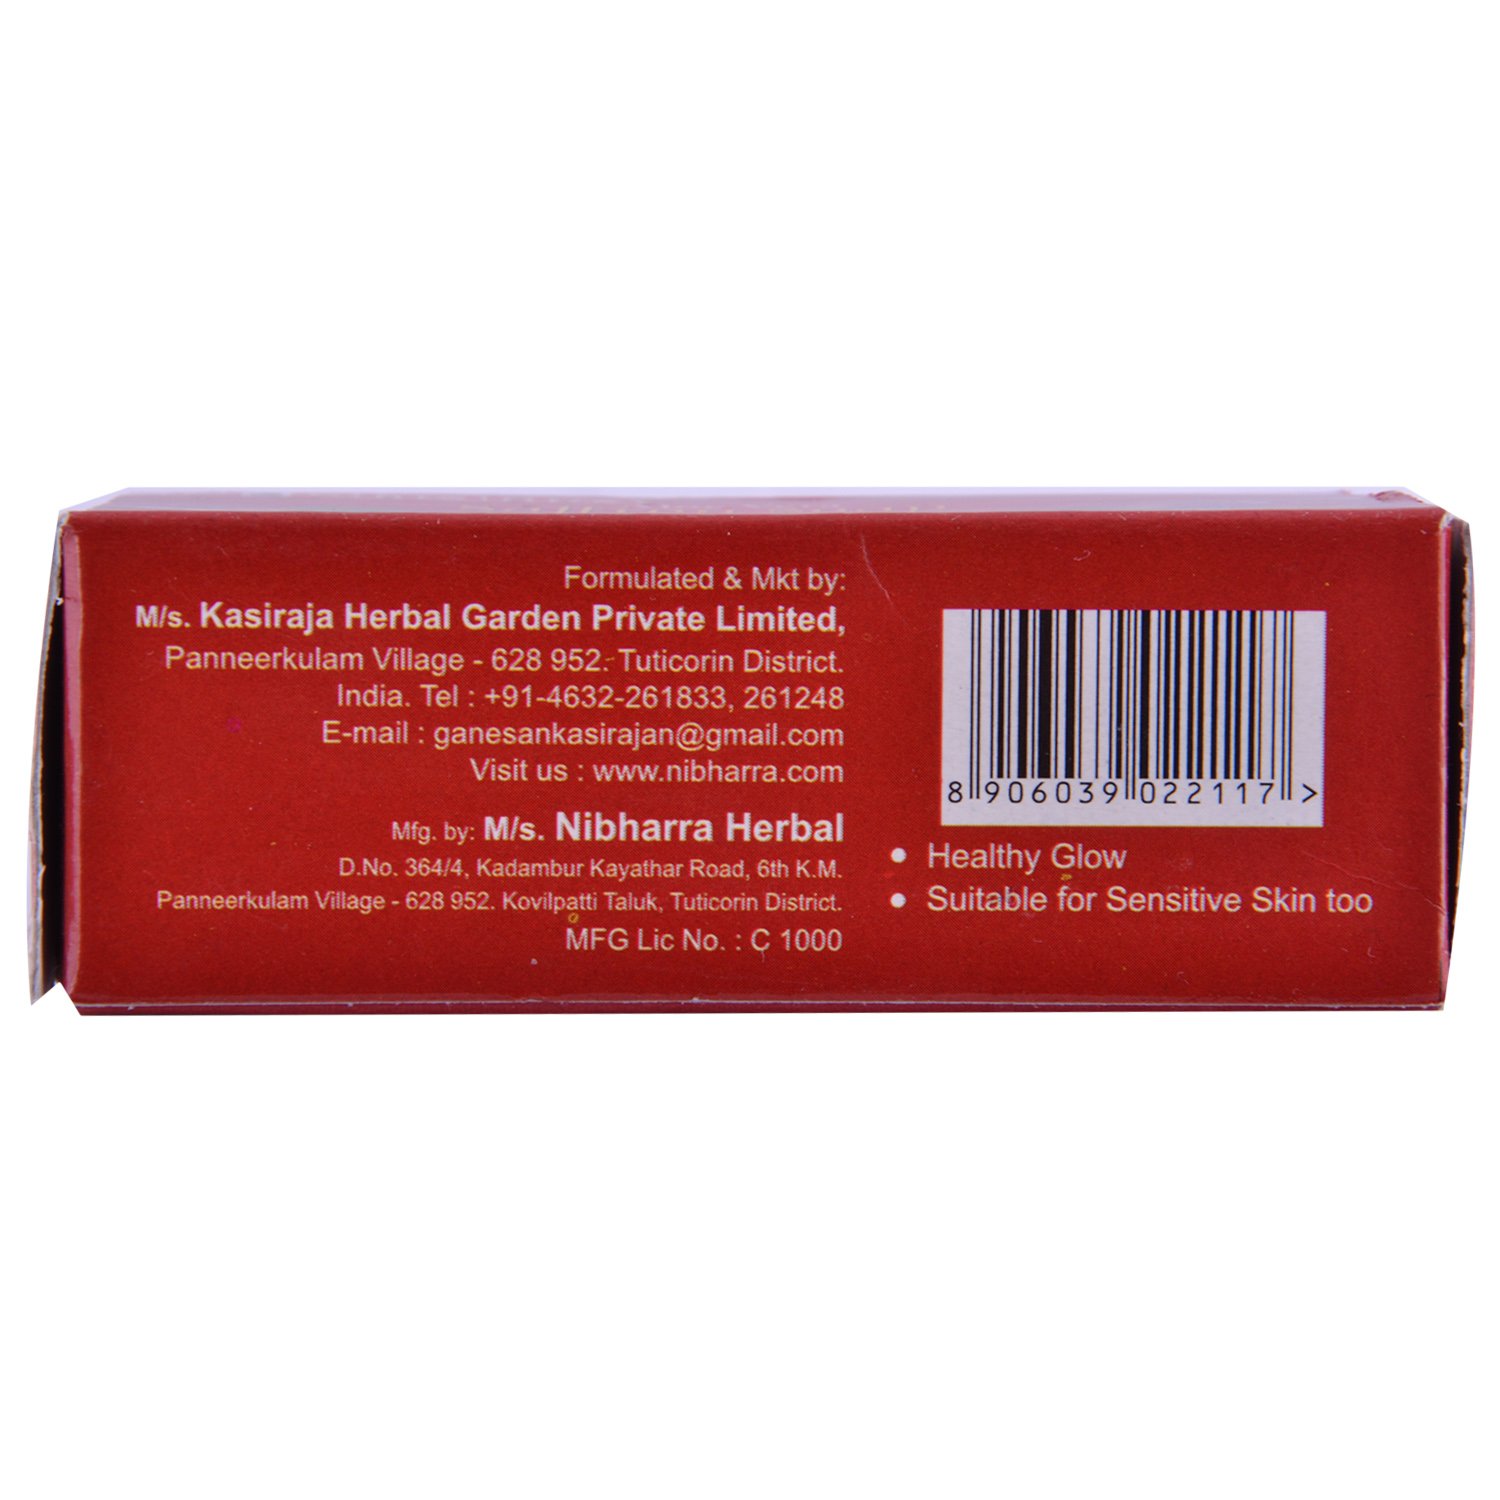 Formulated & Mkt by:
M/s. Kasiraja Herbal Garden Private Limited,
Panneerkulam Village - 628 952. Tuticorin District.
India. Tel : +91-4632-261833, 261248
E-mail : ganesankasirajan@gmail.com
Visit us : www.nibharra.com
Mfg. by: M/s. Nibharra Herbal
D.No. 364/4, Kadambur Kayathar Road, 6th K.M.
Panneerkulam Village - 628 952. Kovilpatti Taluk, Tuticorin District.
MFG Lic No. : C 1000
8 906039 022117 >
• Healthy Glow
• Suitable for Sensitive Skin too